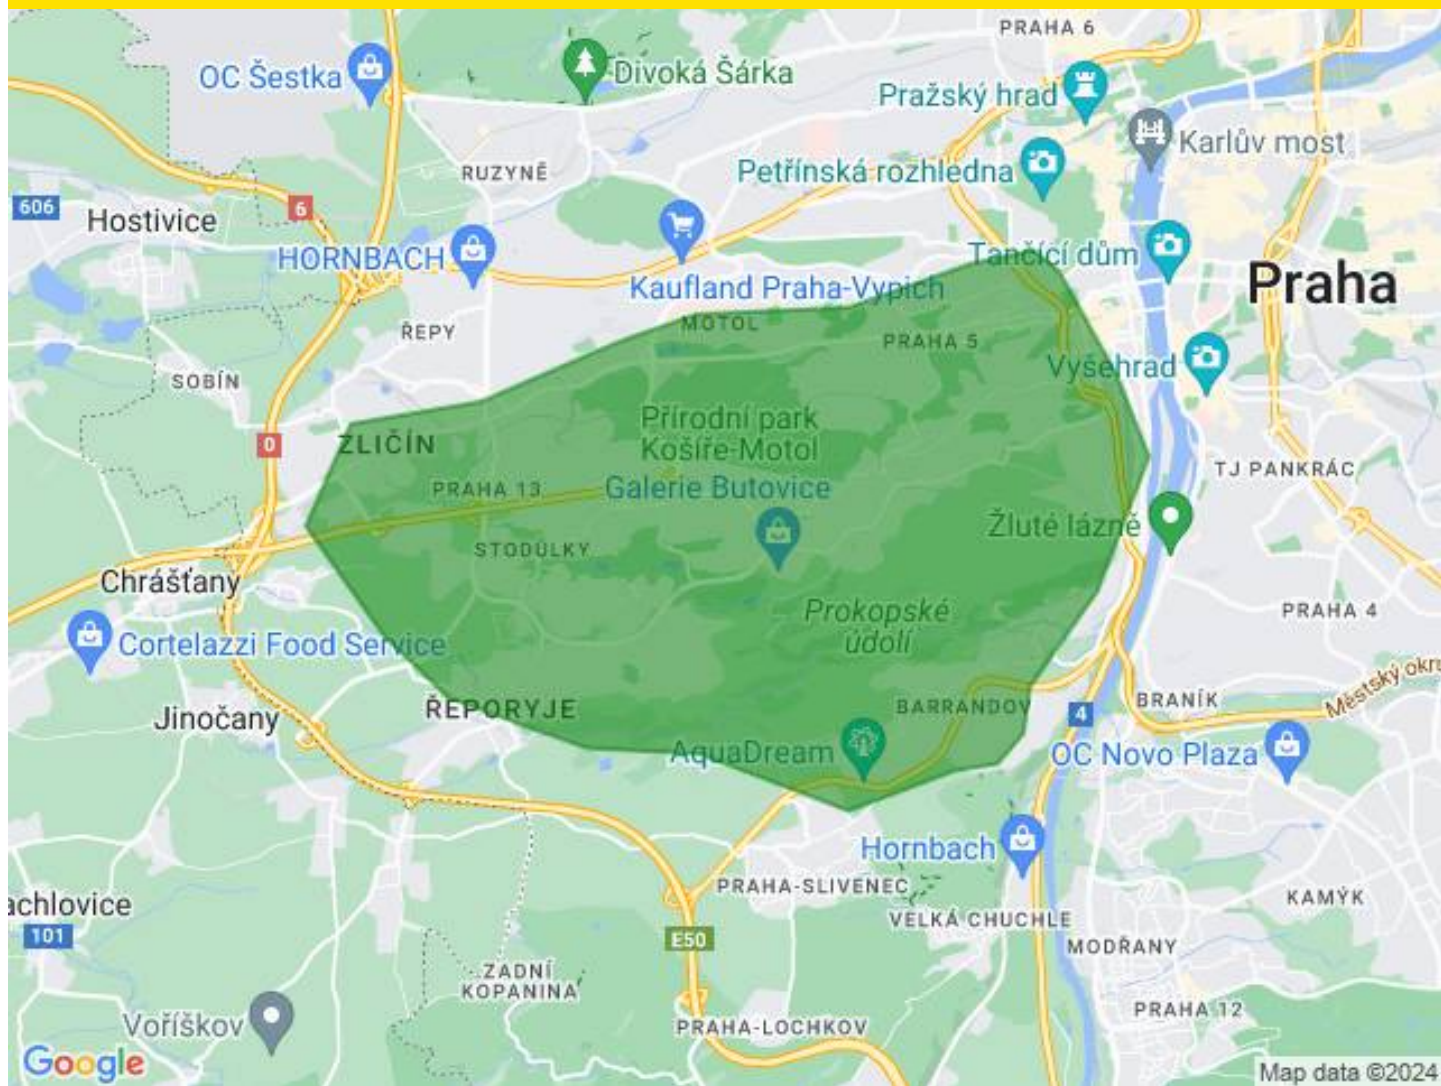 PRAHA 6
OC Šestka
Divoká Šárka
Pražský hrad
Karlův most
RUZYNĚ
Petřínská rozhledna
606
6
Hostivice
HORNBACH
Tančící dům
Kaufland Praha-Vypich
Praha
MOTOL
ŘEPY
PRAHA 5
Vyšehrad
SOBÍN
Přírodní park
Košíře-Motol
0
ZLIČÍN
TJ PANKRÁC
PRAHA 13
Galerie Butovice
Žluté lázně
STODŮLKY
Chrášťany
Prokopské
údolí
PRAHA 4
Cortelazzi Food Service
Jinočany
ŘEPORYJE
BARRANDOV
4
BRANÍK
Městský okru
AquaDream
OC Novo Plaza
Hornbach
PRAHA-SLIVENEC
KAMÝK
achlovice
VELKÁ CHUCHLE
101
E50
MODŘANY
ZADNÍ
KOPANINA
Voříškov
PRAHA 12
PRAHA-LOCHKOV
Google
Map data ©2024